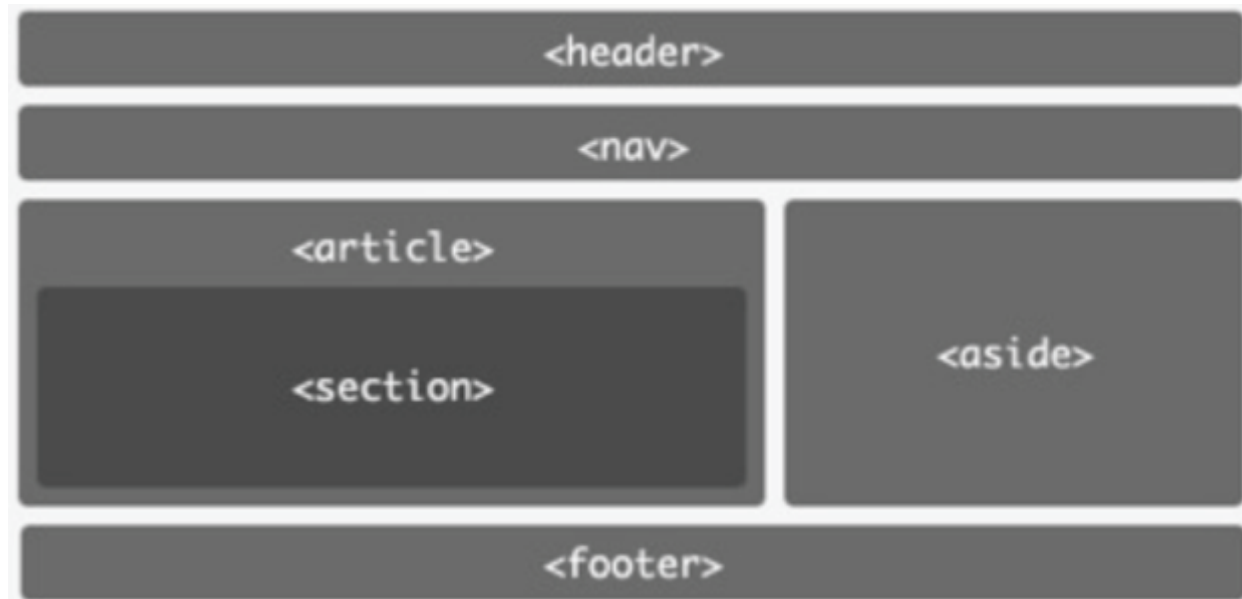 <header>
<nav>
<article>
<section>
<aside>
<footer>